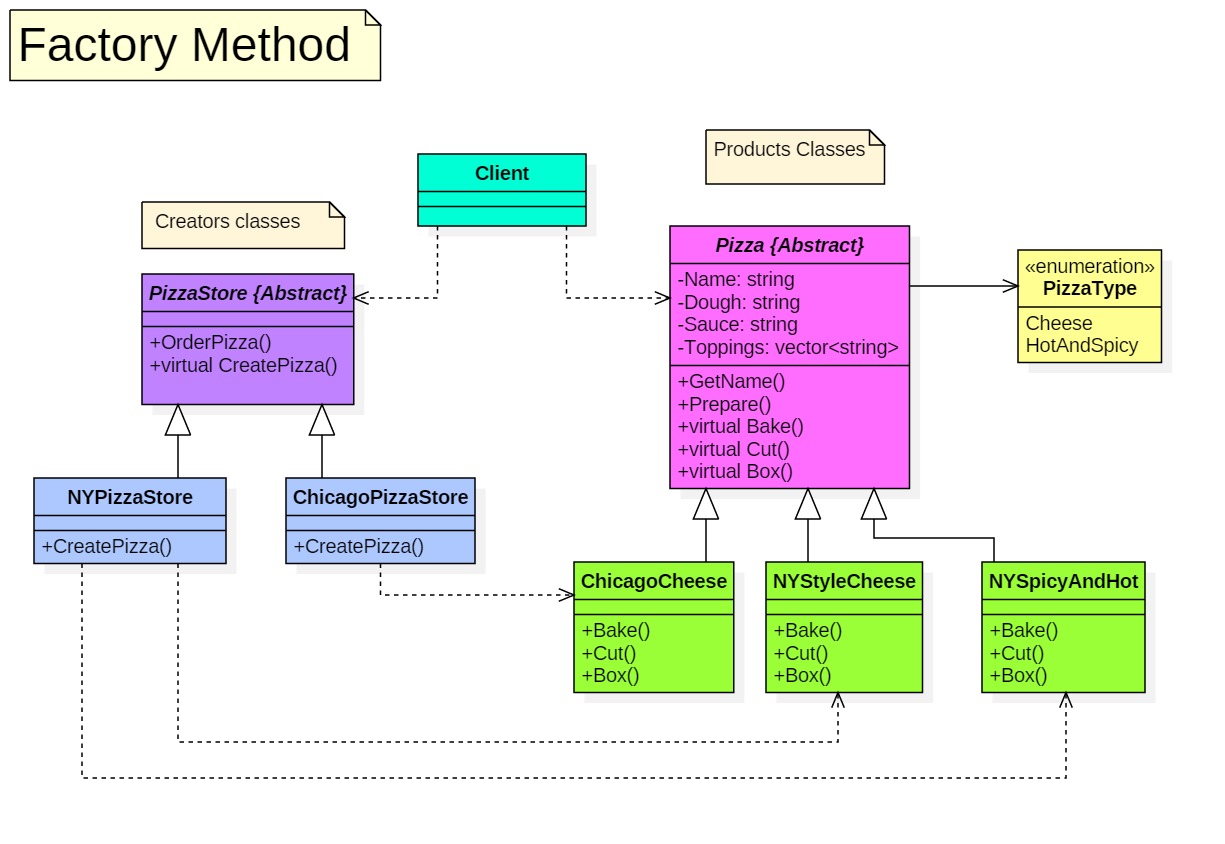 Factory Method
Products Classes
Client
Creators classes
PizzaStore {Abstract}
+OrderPizza()
+virtual CreatePizza()
Pizza {Abstract}
-Name: string
-Dough: string
-Sauce: string
-Toppings: vector<string>
+GetName()
+Prepare()
+virtual Bake()
+virtual Cut()
+virtual Box()
«enumeration»
PizzaType
Cheese
HotAndSpicy
NYPizzaStore
+CreatePizza()
ChicagoPizzaStore
+CreatePizza()
ChicagoCheese
+Bake()
+Cut()
+Box()
NYStyleCheese
+Bake()
+Cut()
+Box()
NYSpicyAndHot
+Bake()
+Cut()
+Box()